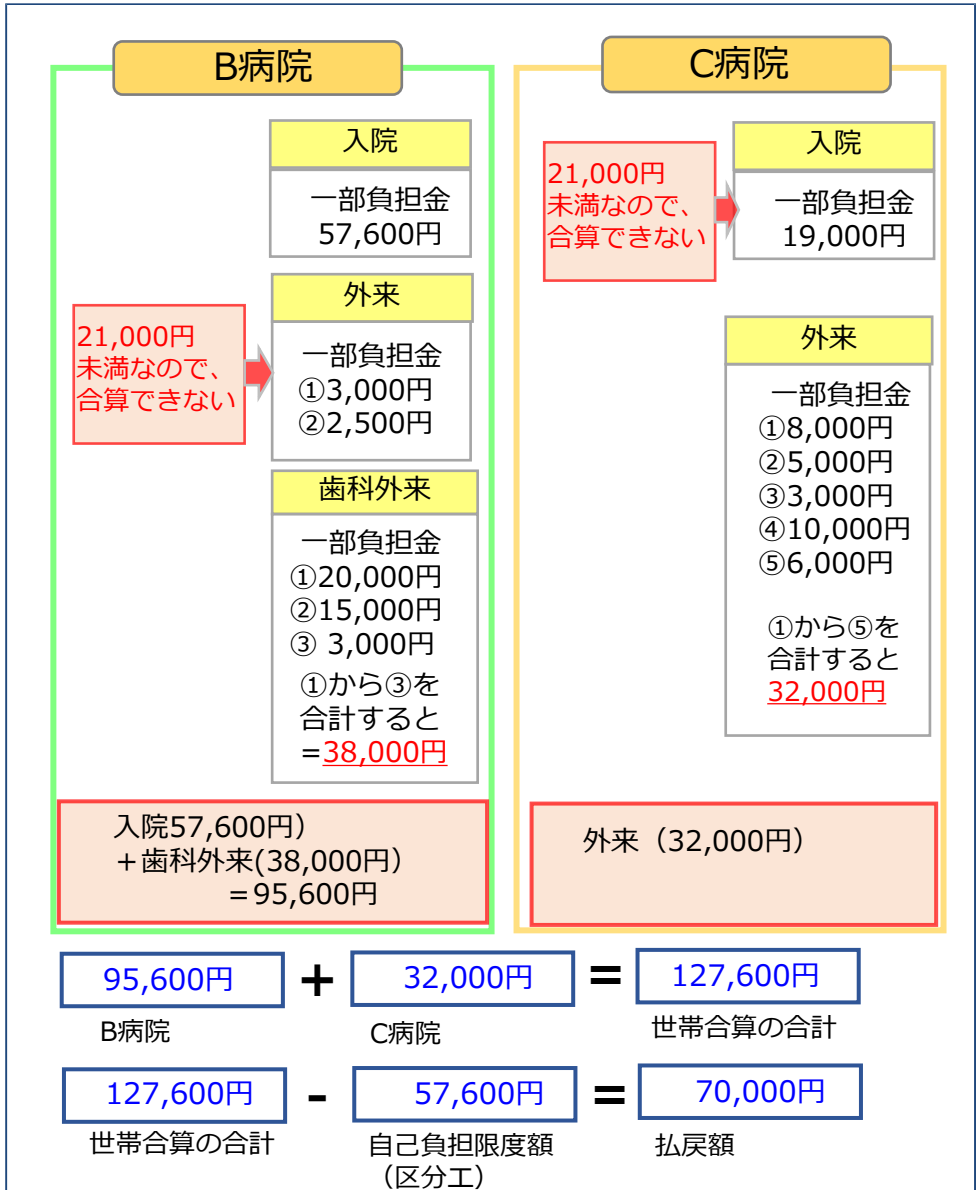 B病院
入院
一部負担金
57,600円
外来
21,000円
未満なので、
合算できない
一部負担金
①3,000円
②2,500円
歯科外来
一部負担金
①20,000円
②15,000円
③ 3,000円
①から③を
合計すると
=38,000円
入院57,600円）
＋歯科外来(38,000円）
＝95,600円
C病院
21,000円
未満なので、
合算できない
入院
一部負担金
19,000円
外来
一部負担金
①8,000円
②5,000円
③3,000円
④10,000円
⑤6,000円
①から⑤を
合計すると
32,000円
外来（32,000円）
95,600円 + 32,000円 = 127,600円
B病院 C病院 世帯合算の合計
127,600円 - 57,600円 = 70,000円
世帯合算の合計 自己負担限度額 払戻額
（区分工）